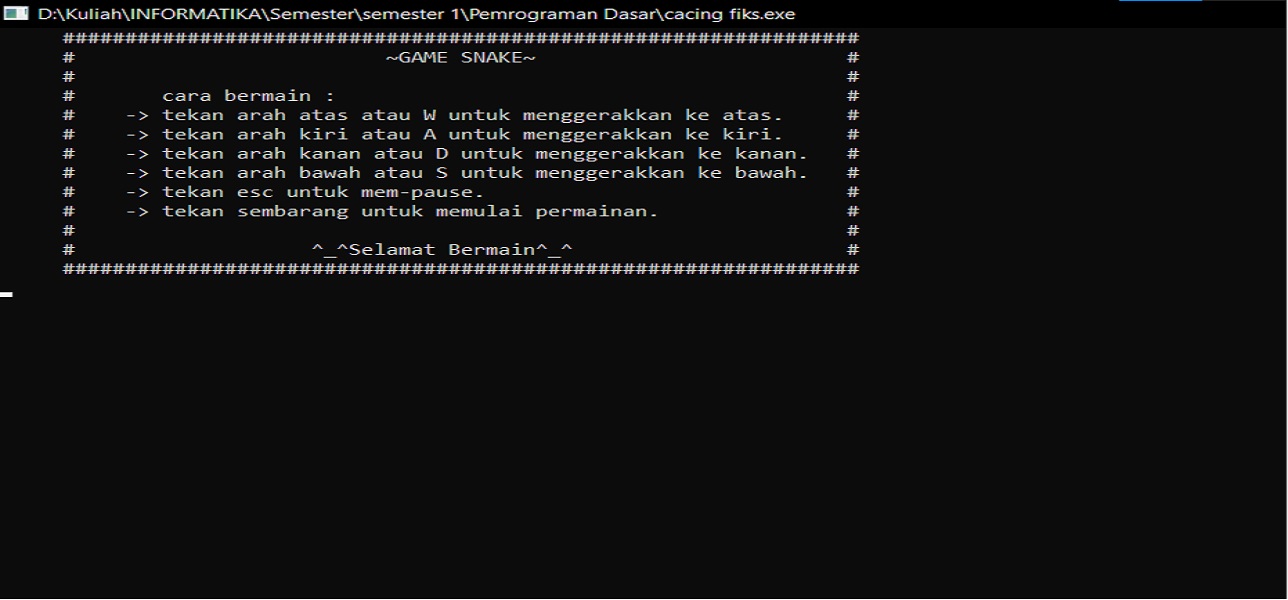 D:\Kuliah\INFORMATIKA\Semester\semester 1\Pemrograman Dasar\cacing fiks.exe
################################################################
# ~GAME SNAKE~ #
# #
# cara bermain : #
# -> tekan arah atas atau W untuk menggerakkan ke atas. #
# -> tekan arah kiri atau A untuk menggerakkan ke kiri. #
# -> tekan arah kanan atau D untuk menggerakkan ke kanan. #
# -> tekan arah bawah atau S untuk menggerakkan ke bawah. #
# -> tekan esc untuk mem-pause. #
# -> tekan sembarang untuk memulai permainan. #
# #
# ^_^Selamat Bermain^_^ #
################################################################